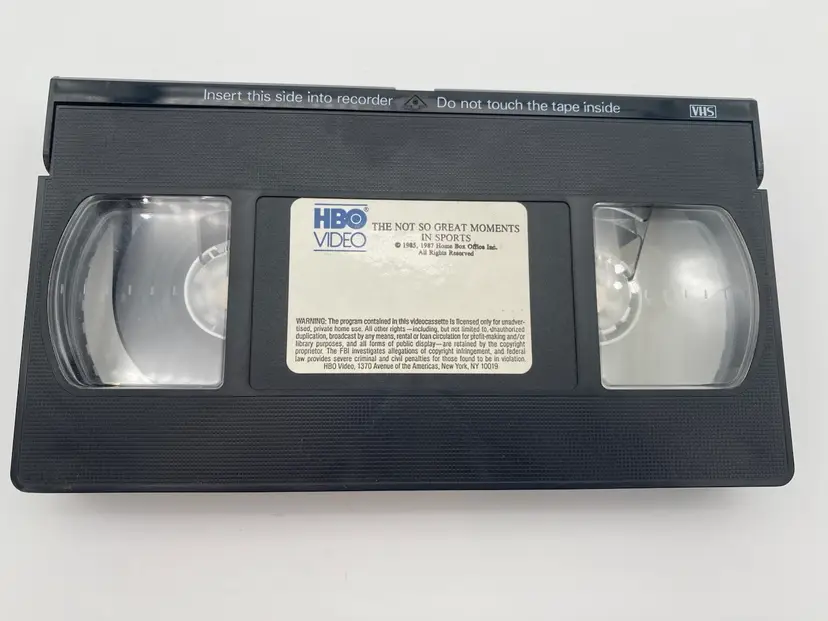 Insert this side into recorder Do not touch the tape inside VHS
HBO®
VIDEO
THE NOT SO GREAT MOMENTS
IN SPORTS
© 1985, 1987 Home Box Office Inc.
All Rights Reserved
WARNING: The program contained in this videocassette is licensed only for unadver-
tised, private home use. All other rights—including, but not limited to, unauthorized
duplication, broadcast by any means, rental or loan circulation for profit-making and/or
library purposes, and all forms of public display—are retained by the copyright
proprietor. The FBI investigates allegations of copyright infringement, and federal
law provides severe criminal and civil penalties for those found to be in violation.
HBO Video, 1370 Avenue of the Americas, New York, NY 10019